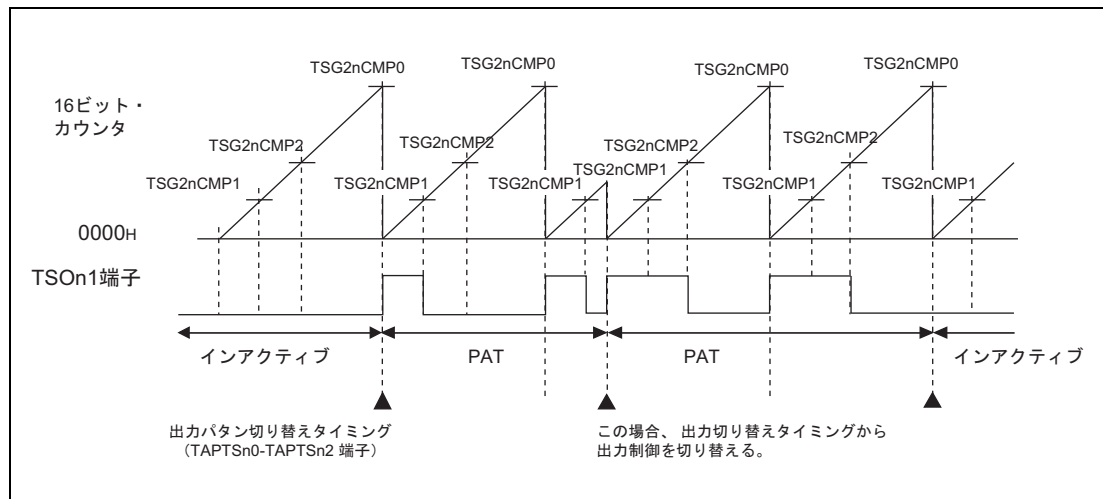 TSG2nCMP0
TSG2nCMP0
TSG2nCMP0
TSG2nCMP0
16ビット・
カウンタ
TSG2nCMP2
TSG2nCMP2
TSG2nCMP2
TSG2nCMP2
TSG2nCMP1
TSG2nCMP1
TSG2nCMP1
TSG2nCMP1
TSG2nCMP1
TSG2nCMP1
0000H
TSOn1端子
インアクティブ
PAT
PAT
インアクティブ
出力パタン切り替えタイミング
（TAPTSn0-TAPTSn2 端子）
この場合、 出力切り替えタイミングから
出力制御を切り替える。